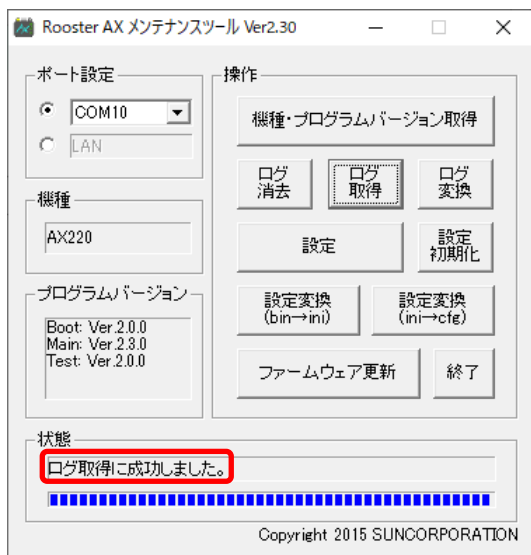 Rooster AX メンテナンスツール Ver2.30
ポート設定
COM10
LAN
機種
AX220
プログラムバージョン
Boot: Ver.2.0.0
Main: Ver.2.3.0
Test: Ver.2.0.0
操作
機種・プログラムバージョン取得
ログ
消去
ログ
取得
ログ
変換
設定
設定
初期化
設定変換
(bin→ini)
設定変換
(ini→cfg)
ファームウェア更新
終了
状態
ログ取得に成功しました。
Copyright 2015 SUNCORPORATION